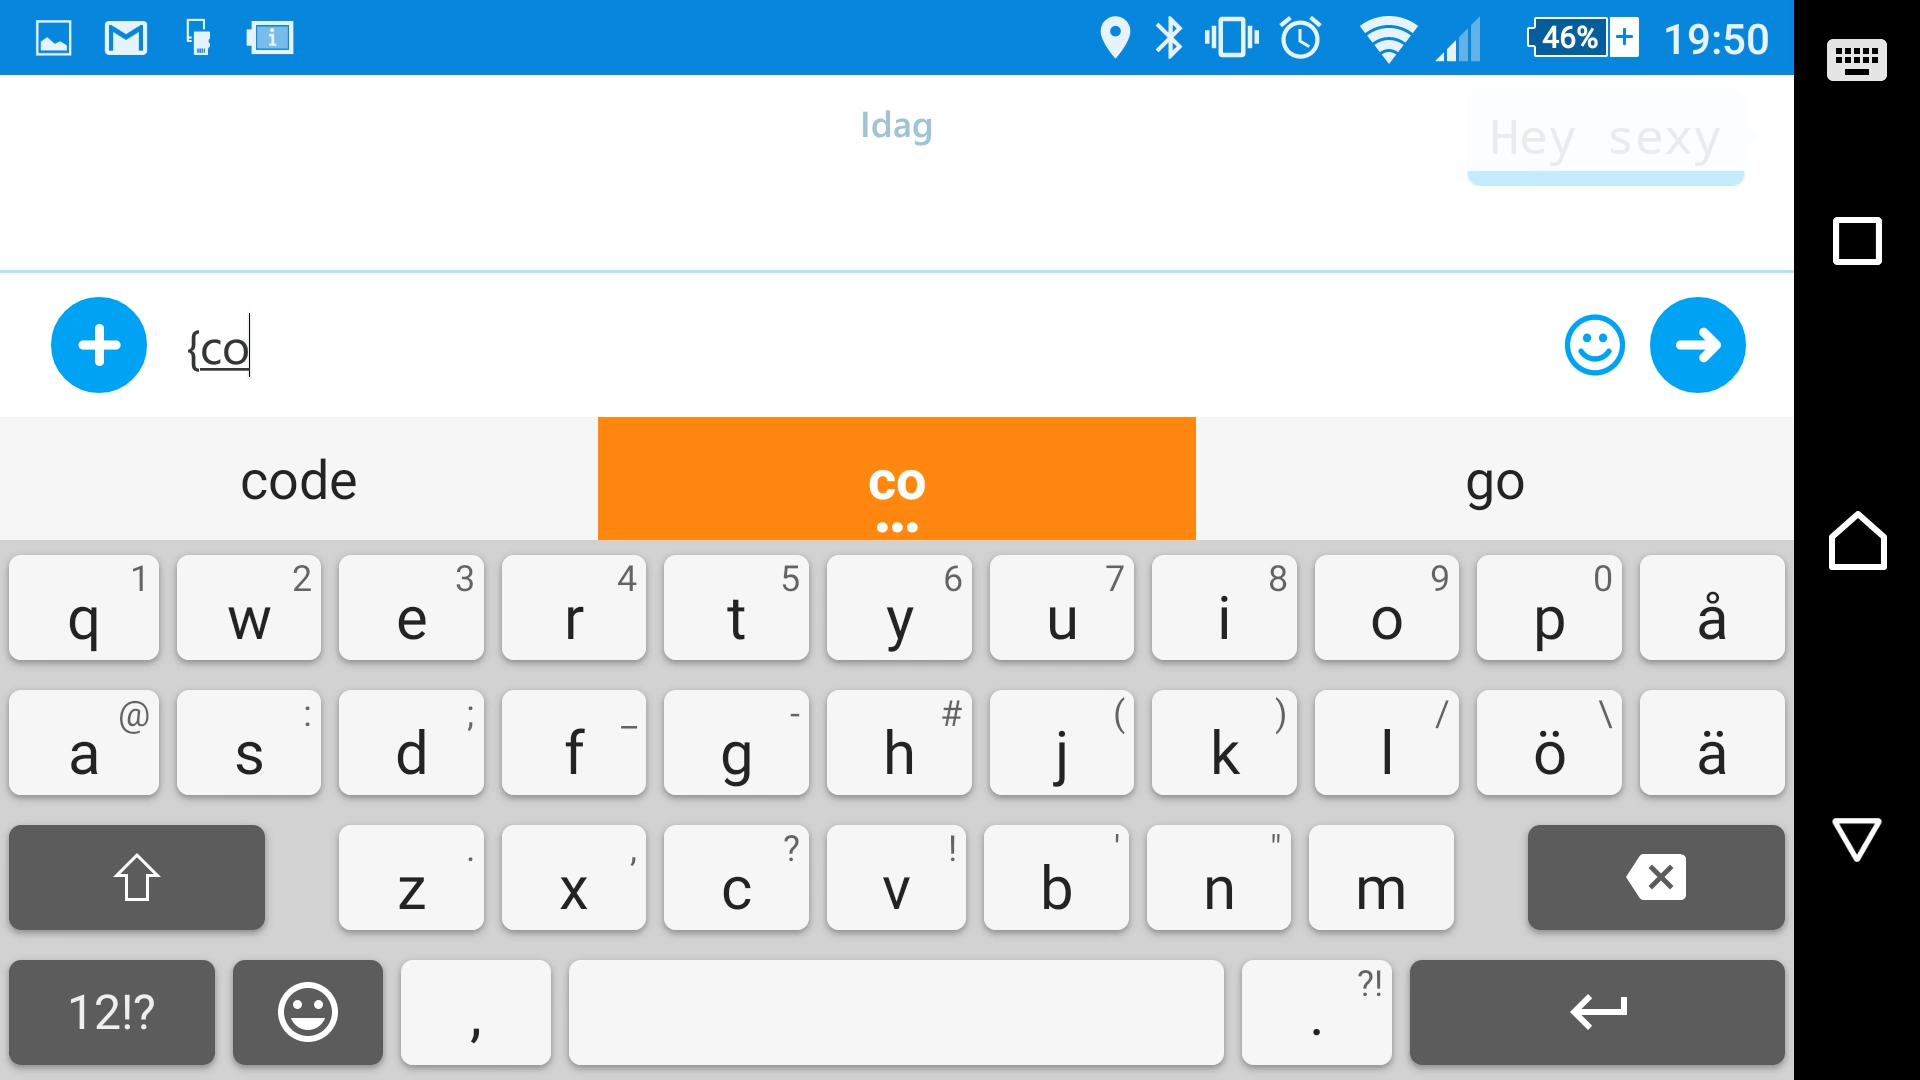 46% 19:50
Idag
Hey sexy
{co
code co go
1 2 3 4 5 6 7 8 9 0
q w e r t y u i o p å
@ : ; _ - # ( ) / \
a s d f g h j k l ö ä
. , ? ! ' "
z x c v b n m
?!
12!? , .